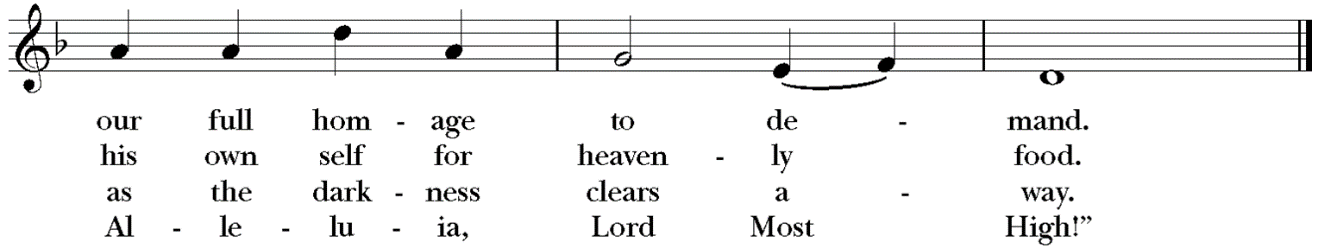 our full hom - age to de - mand.
his own self for heaven - ly food.
as the dark - ness clears a - way.
Al - le - lu - ia, Lord Most High!”